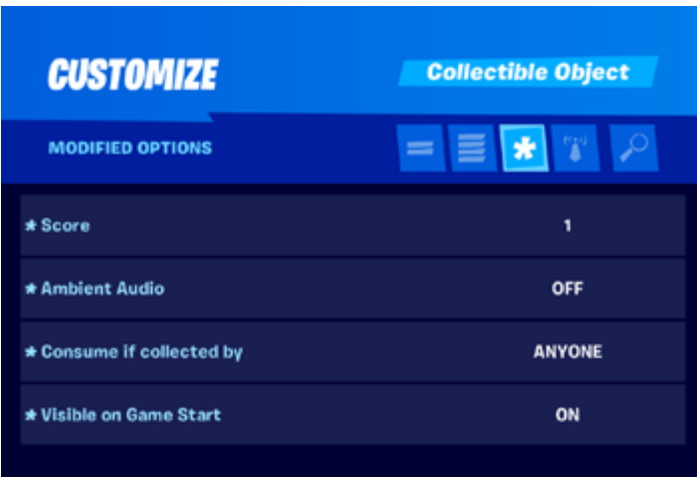 CUSTOMIZE
Collectible Object
MODIFIED OPTIONS
* Score 1
* Ambient Audio OFF
* Consume if collected by ANYONE
* Visible on Game Start ON